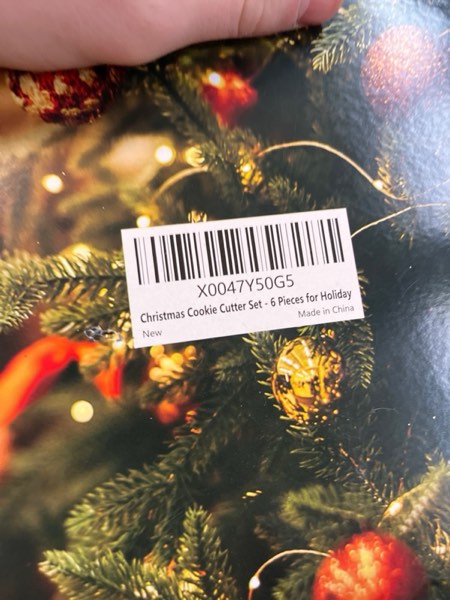 X0047Y50G5
Christmas Cookie Cutter Set - 6 Pieces for Holiday
New
Made in China